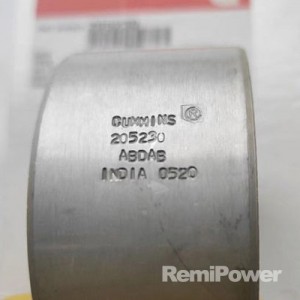 CUMMINS
205230
ABDAB
INDIA 0520
RemiPower